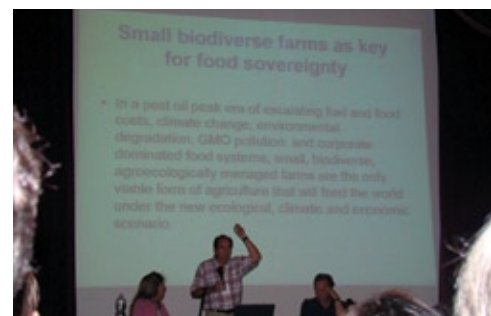 Small biodiverse farms as key
for food sovereignty
• In a post oil peak era of escalating fuel and food
costs, climate change, environmental
degradation, GMO pollution and corporate
dominated food systems, small, biodiverse,
agroecologically managed farms are the only
viable form of agriculture that will feed the world
under the new ecological, climate and economic
scenario.